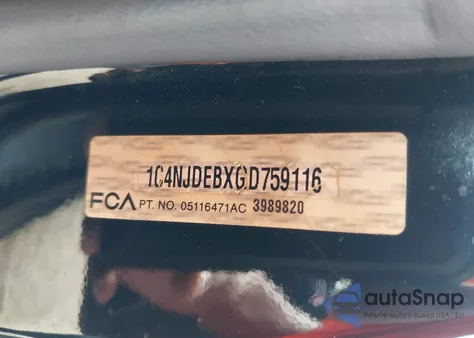 1C4NJDEBXGD759116
FCA PT. NO. 05116471AC 3989820
autoSnap